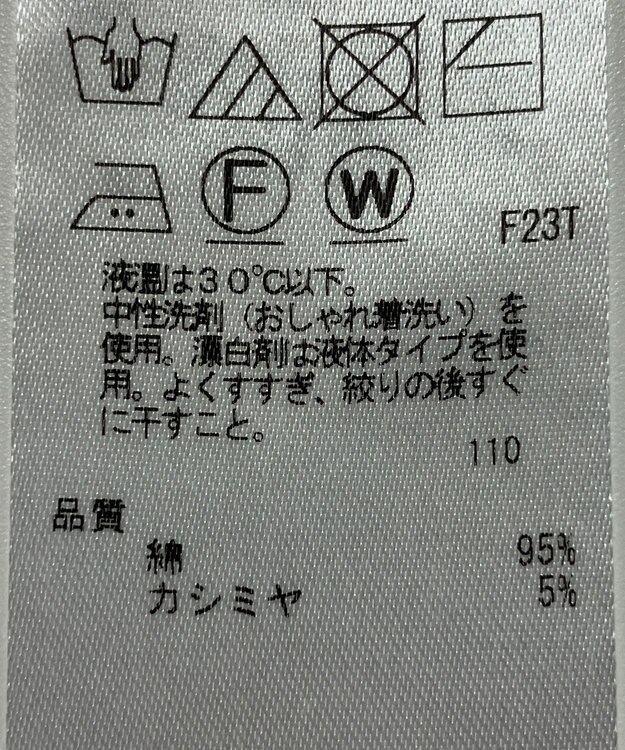 F
W
F23T
液温は30℃以下。
中性洗剤（おしゃれ着洗い）を
使用。漂白剤は液体タイプを使
用。よくすすぎ、絞りの後すぐ
に干すこと。
110
品質
綿 95%
カシミヤ 5%